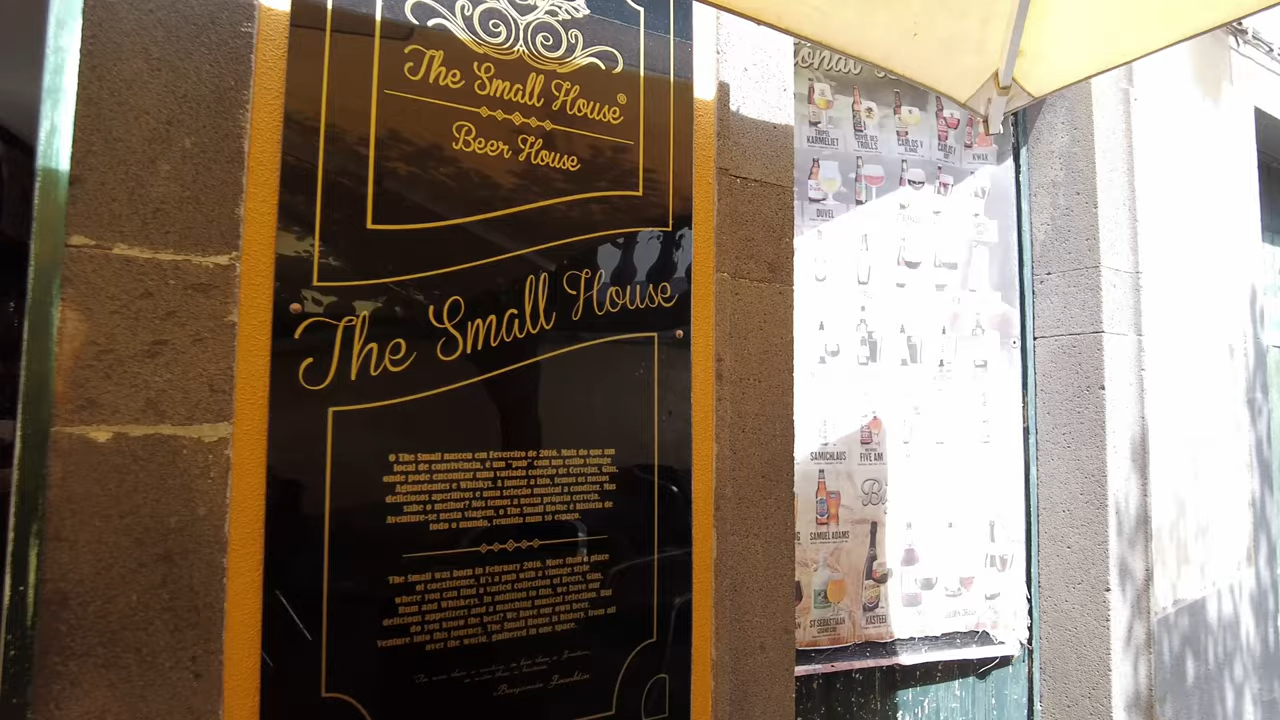 The Small House®
Beer House
The Small House
O The Small nasceu em Fevereiro de 2016. Mais do que um
local de convivência, é um "pub" com um estilo vintage
onde pode encontrar uma variada coleção de Cervejas, Gins,
Aguardentes e Whiskys. A juntar a isto, temos os nossos
deliciosos aperitivos e uma seleção musical a condizer. Mas
sabe o melhor? Nós temos a nossa própria cerveja.
Aventure-se nesta viagem, o The Small House é história de
todo o mundo, reunida num só espaço.
The Small was born in February 2016. More than a place
of coexistence, it's a pub with a vintage style
where you can find a varied collection of Beers, Gins,
Rum and Whiskeys. In addition to this, we have our
delicious appetizers and a matching musical selection. But
do you know the best? We have our own beer.
venture into this journey, The Small House is history, from all
over the world, gathered in one space.
Benjamin Franklin
TRIPEL
KARMELIET
CUVÉE DES
TROLLS
CARLOS V
CARLOS V
KWAK
DUVEL
SAMICHLAUS
FIVE AM
SAMUEL ADAMS
ST SEBASTIAAN
KASTEEL